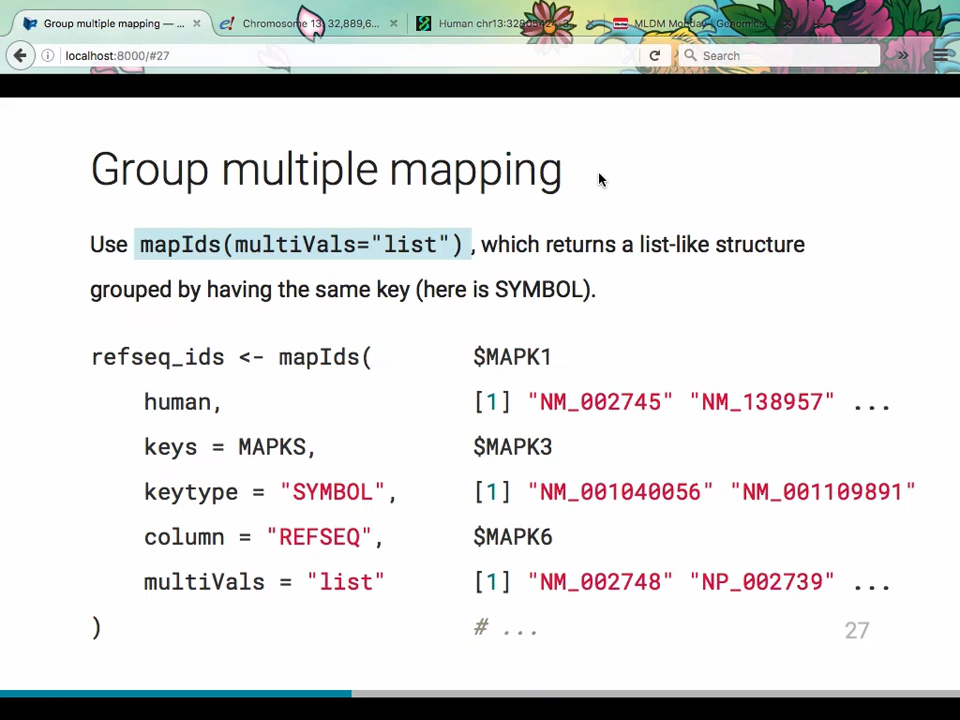 Group multiple mapping — ...
Chromosome 13: 32,889,6...
MLDM Monday
localhost:8000/#27
Search
Group multiple mapping
Use mapIds(multiVals="list"), which returns a list-like structure
grouped by having the same key (here is SYMBOL).
refseq_ids <- mapIds(
human,
keys = MAPKS,
keytype = "SYMBOL",
column = "REFSEQ",
multiVals = "list"
)
$MAPK1
[1] "NM_002745" "NM_138957" ...
$MAPK3
[1] "NM_001040056" "NM_001109891"
$MAPK6
[1] "NM_002748" "NP_002739" ...
# ...
27